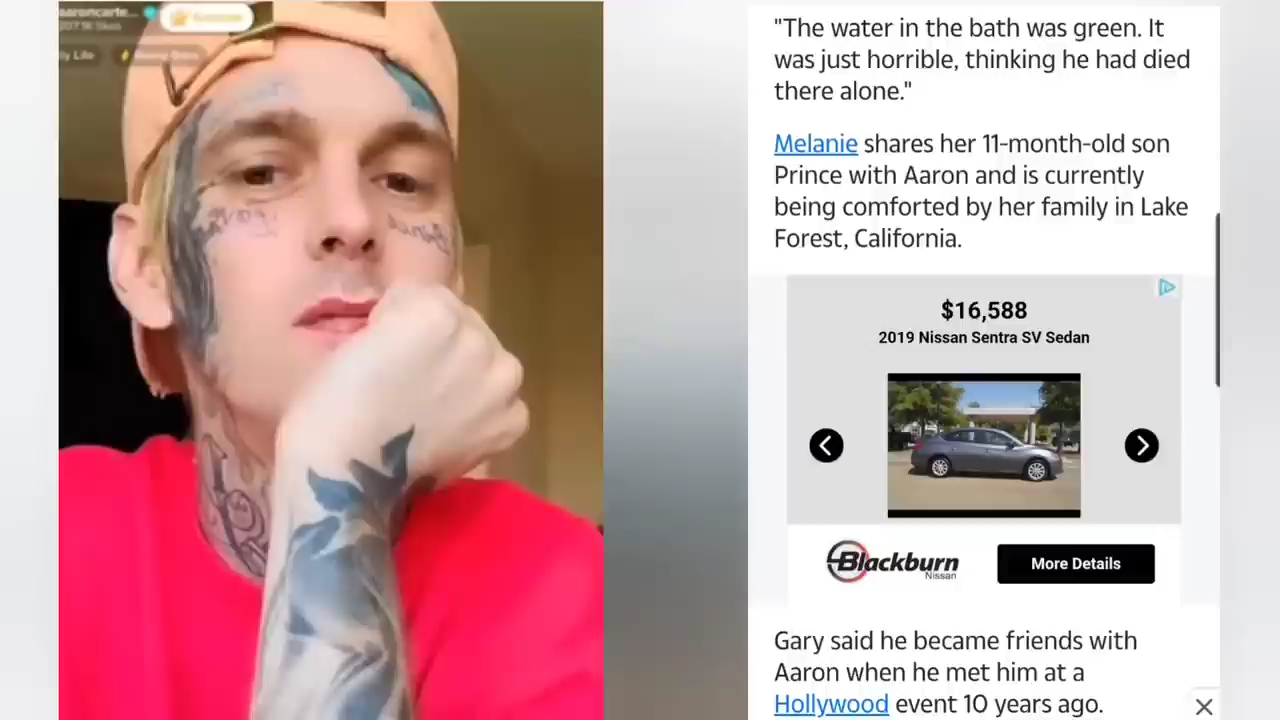 aaroncarte...
"The water in the bath was green. It
was just horrible, thinking he had died
there alone."
Melanie shares her 11-month-old son
Prince with Aaron and is currently
being comforted by her family in Lake
Forest, California.
$16,588
2019 Nissan Sentra SV Sedan
Blackburn
Nissan
More Details
Gary said he became friends with
Aaron when he met him at a
Hollywood event 10 years ago.